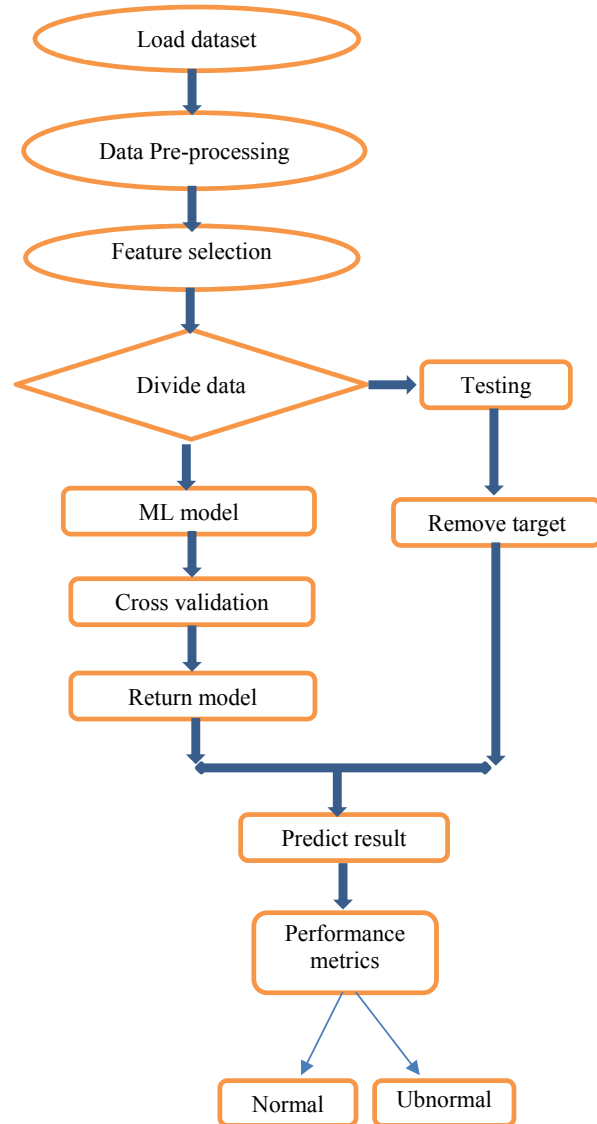 Load dataset
Data Pre-processing
Feature selection
Divide data
Testing
ML model
Remove target
Cross validation
Return model
Predict result
Performance
metrics
Normal
Ubnormal